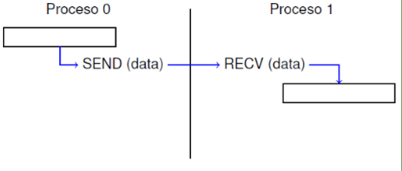 Proceso 0
Proceso 1
SEND (data)
RECV (data)